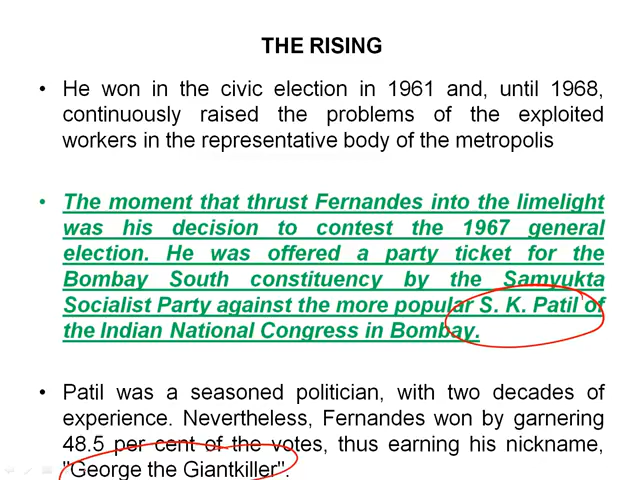 THE RISING
• He won in the civic election in 1961 and, until 1968,
continuously raised the problems of the exploited
workers in the representative body of the metropolis
• The moment that thrust Fernandes into the limelight
was his decision to contest the 1967 general
election. He was offered a party ticket for the
Bombay South constituency by the Samyukta
Socialist Party against the more popular S. K. Patil of
the Indian National Congress in Bombay.
• Patil was a seasoned politician, with two decades of
experience. Nevertheless, Fernandes won by garnering
48.5 per cent of the votes, thus earning his nickname,
"George the Giantkiller".